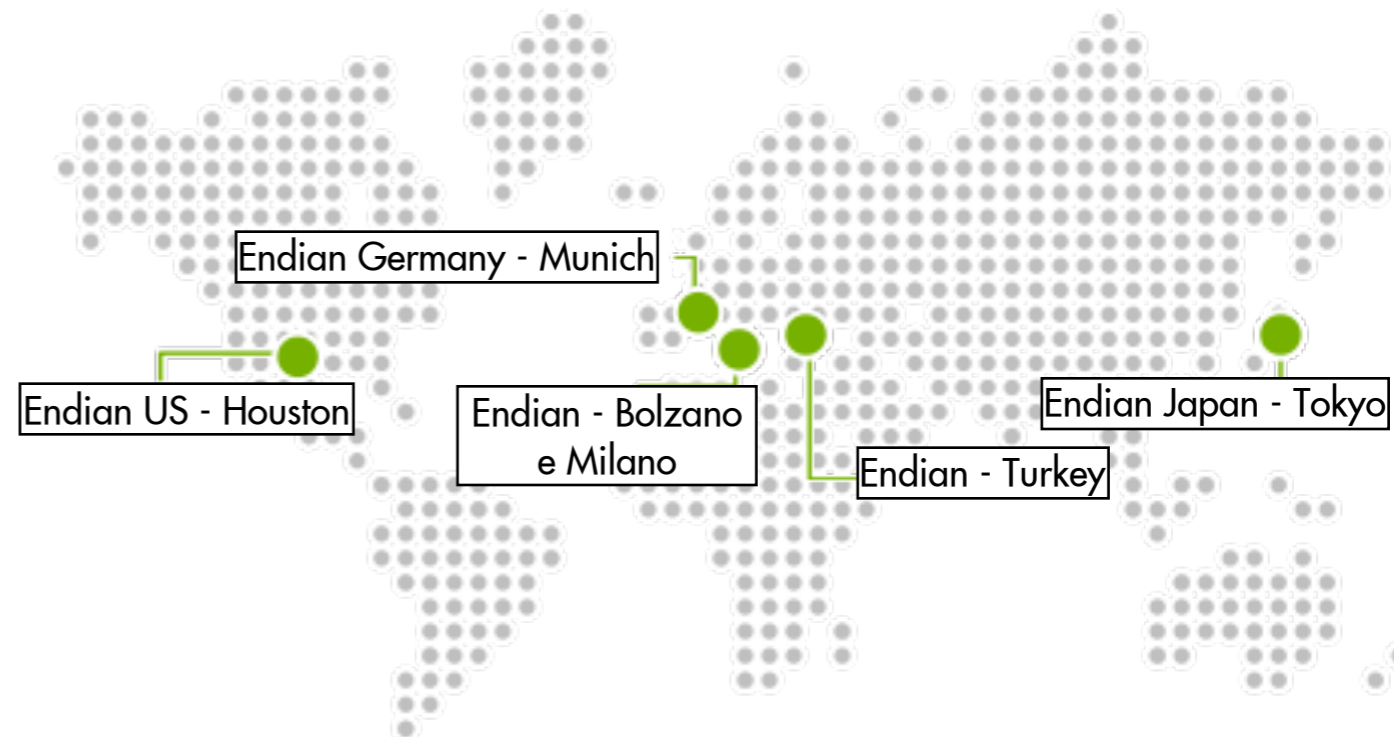 Endian Germany - Munich
Endian US - Houston
Endian - Bolzano
e Milano
Endian Japan - Tokyo
Endian - Turkey